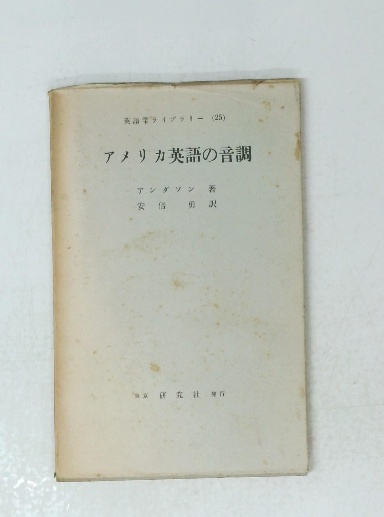 英語学ライブラリー (25)
アメリカ英語の音調
アンダソン 著
安倍 勇 訳
東京 研究社 発行